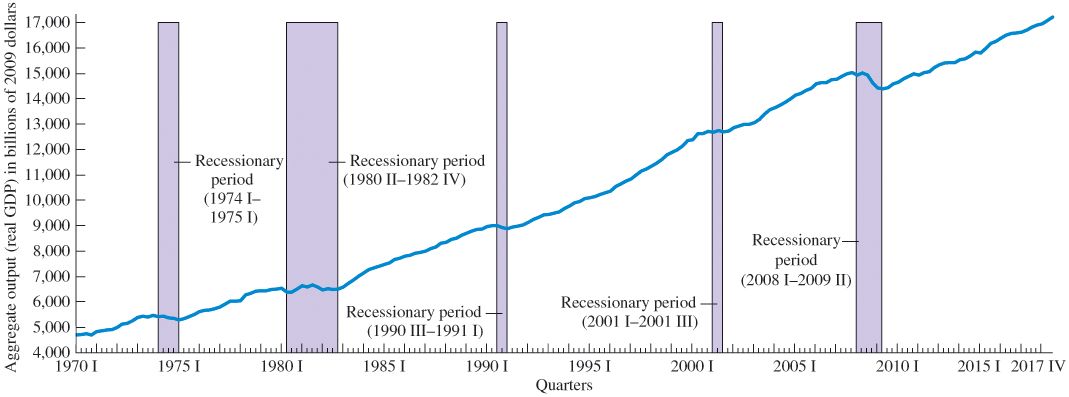 Aggregate output (real GDP) in billions of 2009 dollars
17,000
16,000
15,000
14,000
13,000
12,000
11,000
10,000
9,000
8,000
7,000
6,000
5,000
4,000
Recessionary
period
(1974 I–
1975 I)
Recessionary period
(1980 II–1982 IV)
Recessionary period
(1990 III–1991 I)
Recessionary period
(2001 I–2001 III)
Recessionary
period
(2008 I–2009 II)
1970 I 1975 I 1980 I 1985 I 1990 I 1995 I 2000 I 2005 I 2010 I 2015 I 2017 IV
Quarters